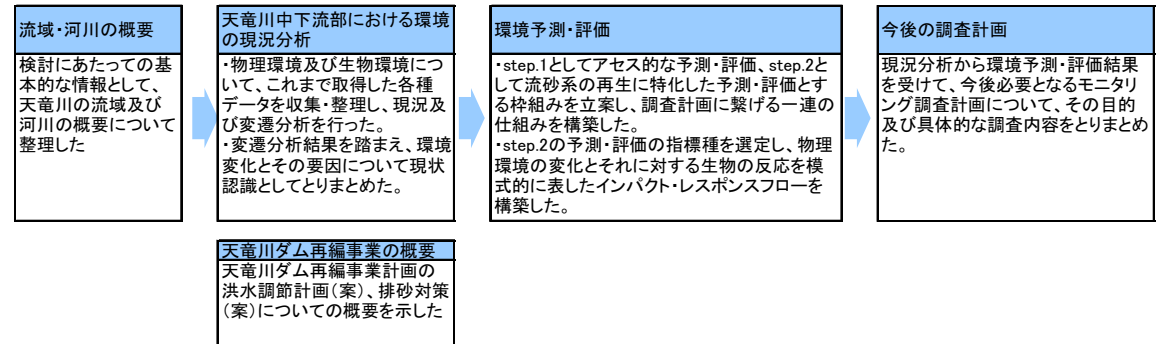 流域・河川の概要
検討にあたっての基
本的な情報として、
天竜川の流域及び
河川の概要について
整理した
天竜川中下流部における環境
の現況分析
・物理環境及び生物環境につ
いて、これまで取得した各種
データを収集・整理し、現況及
び変遷分析を行った。
・変遷分析結果を踏まえ、環境
変化とその要因について現状
認識としてとりまとめた。
環境予測・評価
・step.1としてアセス的な予測・評価、step.2と
して流砂系の再生に特化した予測・評価とす
る枠組みを立案し、調査計画に繋げる一連の
仕組みを構築した。
・step.2の予測・評価の指標種を選定し、物理
環境の変化とそれに対する生物の反応を模
式的に表したインパクト・レスポンスフローを
構築した。
今後の調査計画
現況分析から環境予測・評価結果
を受けて、今後必要となるモニタリ
ング調査計画について、その目的
及び具体的な調査内容をとりまとめ
た。
天竜川ダム再編事業の概要
天竜川ダム再編事業計画の
洪水調節計画（案）、排砂対策
（案）についての概要を示した